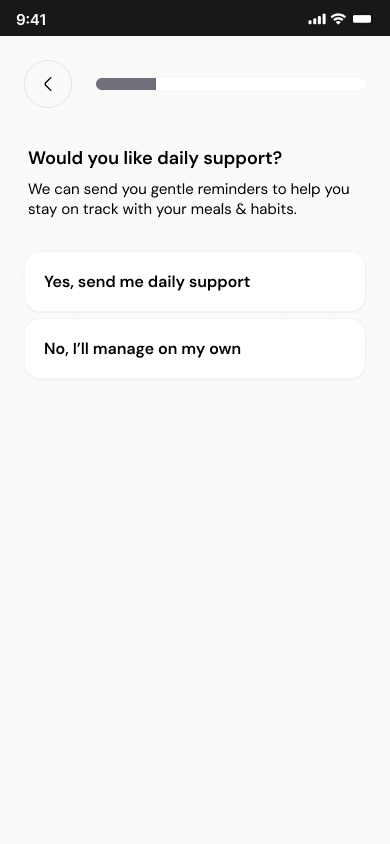 9:41
Would you like daily support?
We can send you gentle reminders to help you
stay on track with your meals & habits.
Yes, send me daily support
No, I’ll manage on my own